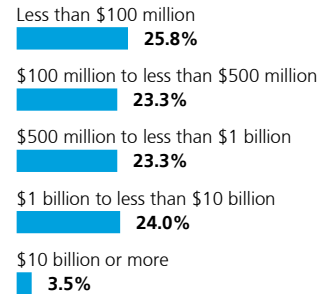 Less than $100 million
25.8%
$100 million to less than $500 million
23.3%
$500 million to less than $1 billion
23.3%
$1 billion to less than $10 billion
24.0%
$10 billion or more
3.5%